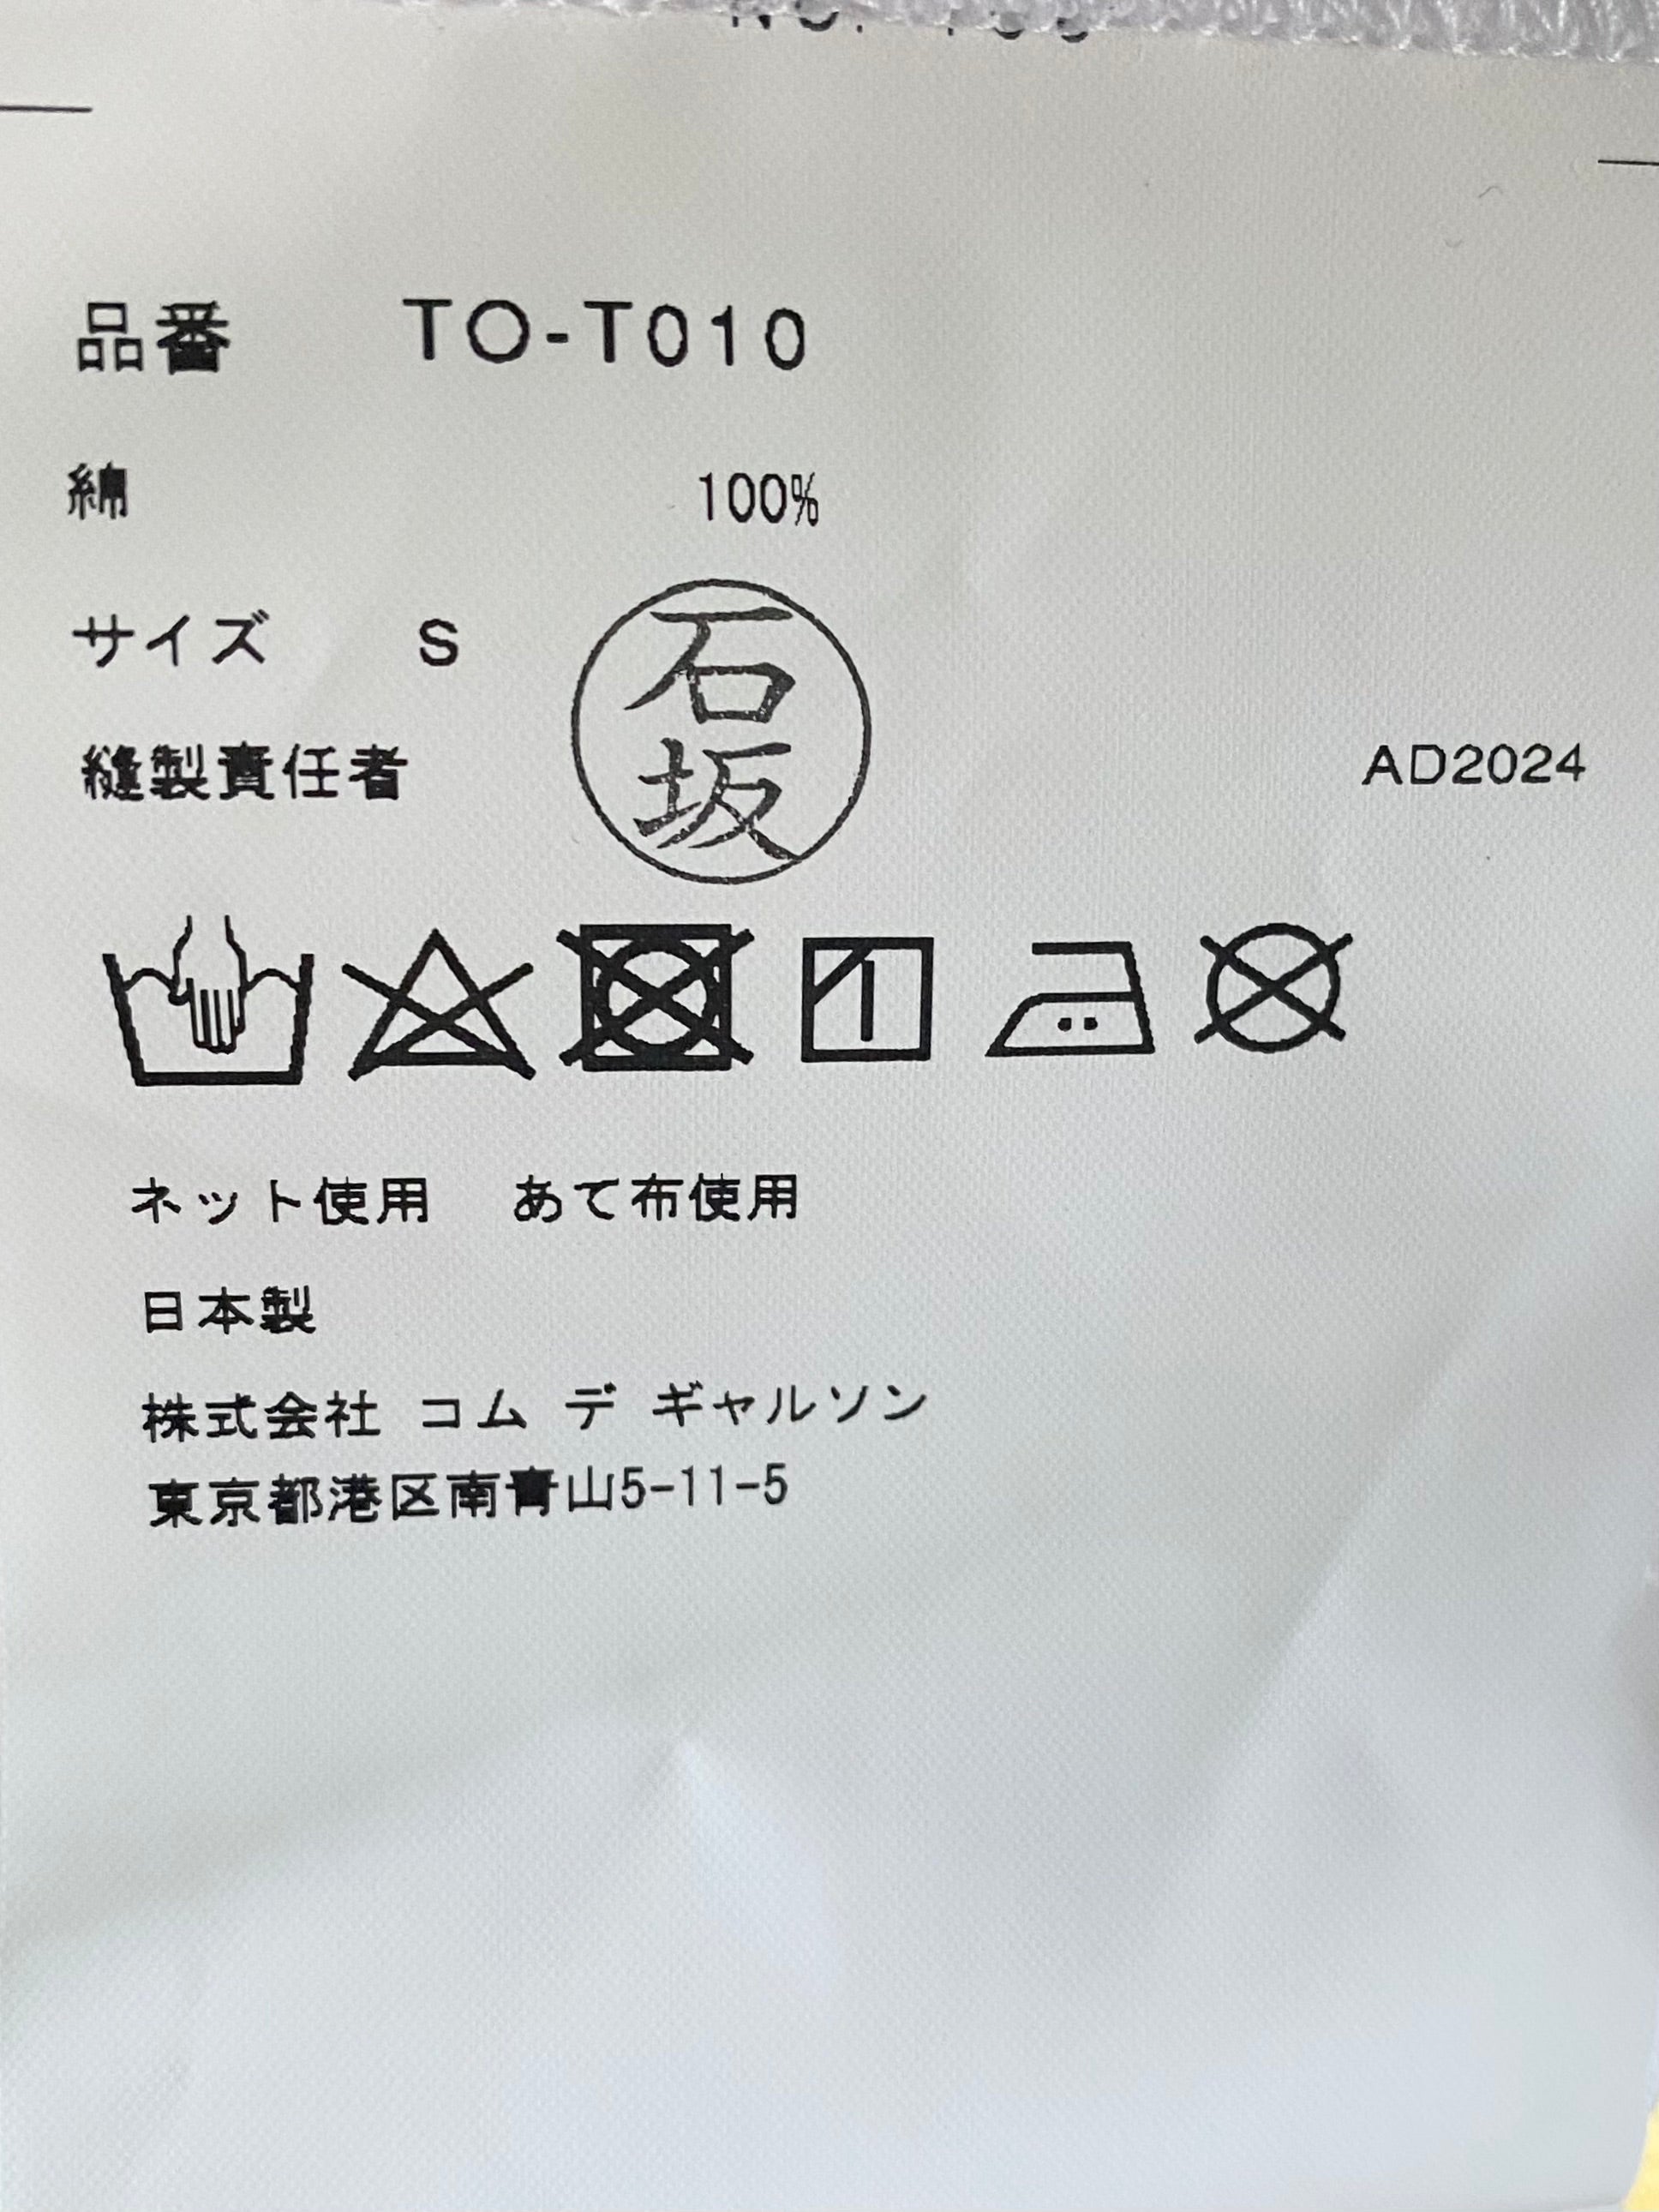 品番 TO-T010
綿 100%
サイズ S
石坂
縫製責任者
AD2024
ネット使用 あて布使用
日本製
株式会社 コム デ ギャルソン
東京都港区南青山5-11-5